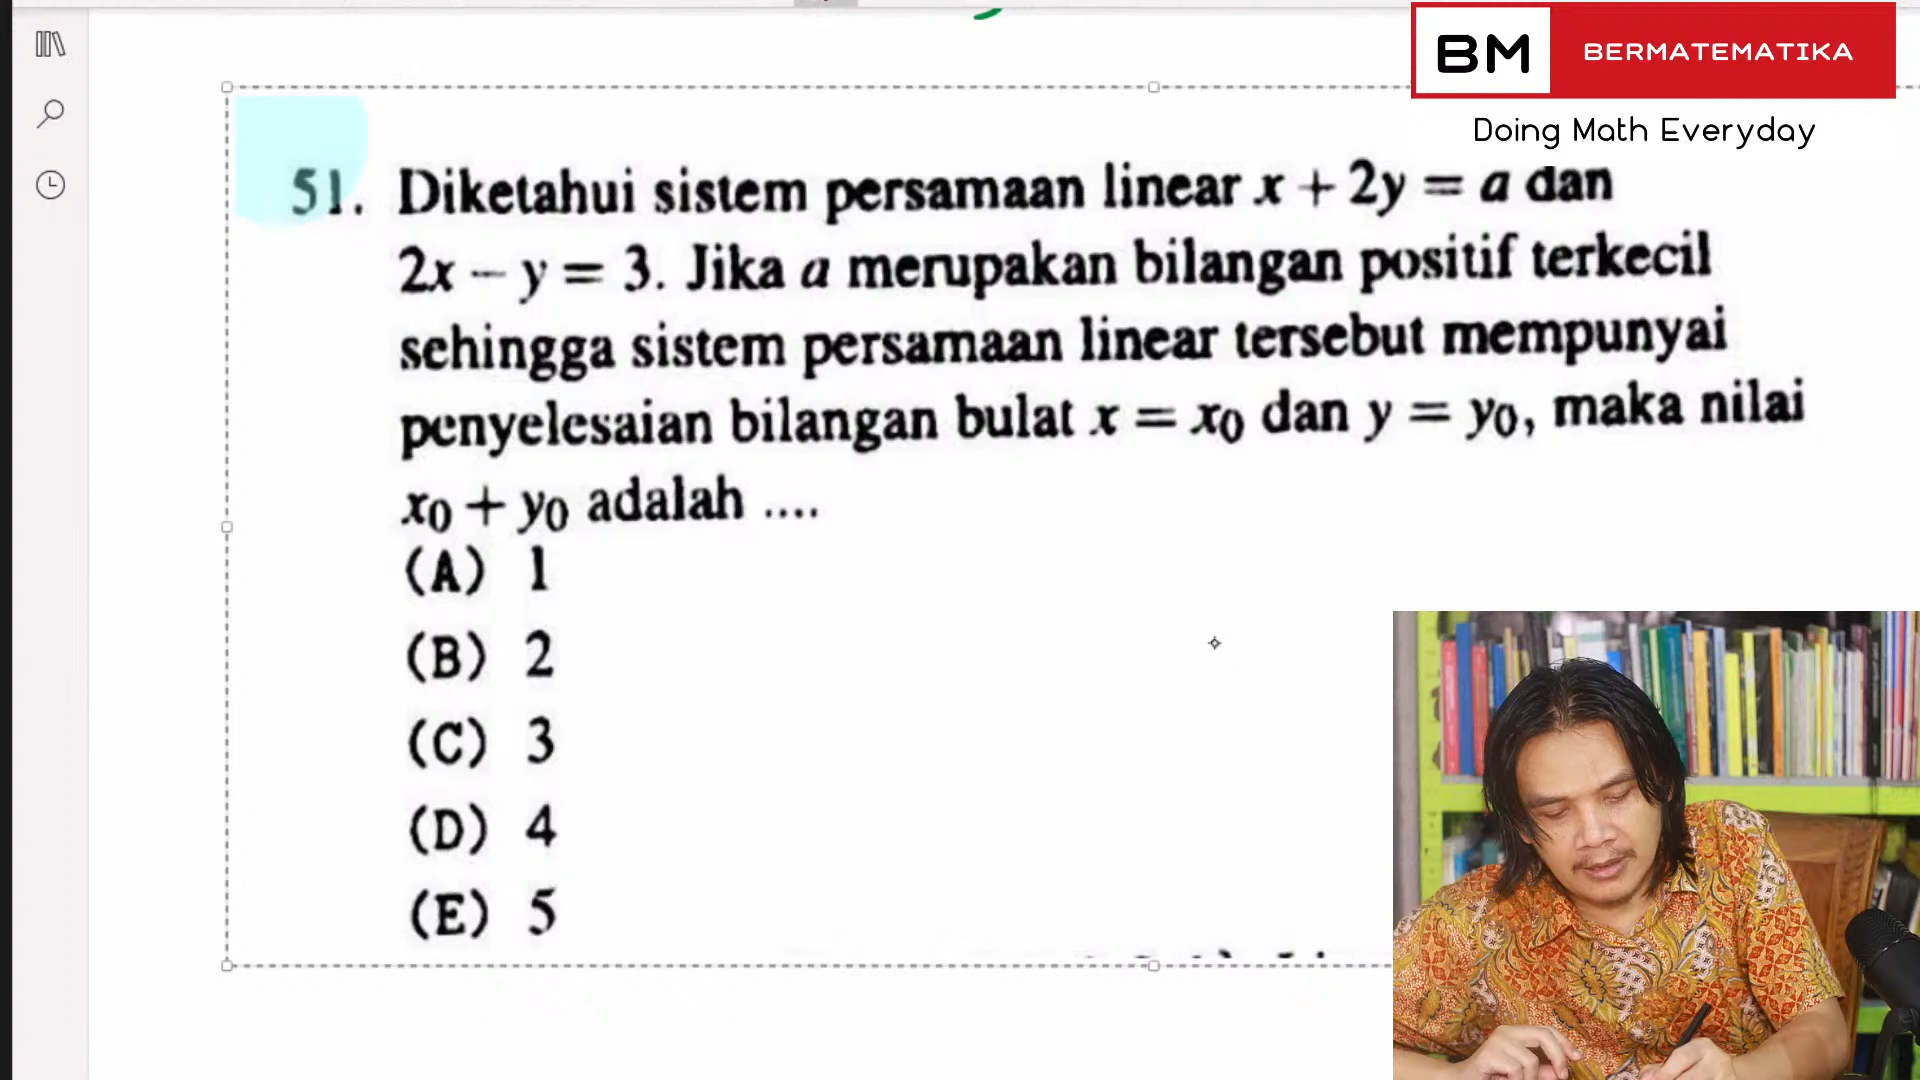 BM BERMATEMATIKA
Doing Math Everyday
51. Diketahui sistem persamaan linear x + 2y = a dan
2x – y = 3. Jika a merupakan bilangan positif terkecil
sehingga sistem persamaan linear tersebut mempunyai
penyelesaian bilangan bulat x = x₀ dan y = y₀, maka nilai
x₀ + y₀ adalah ....
(A) 1
(B) 2
(C) 3
(D) 4
(E) 5